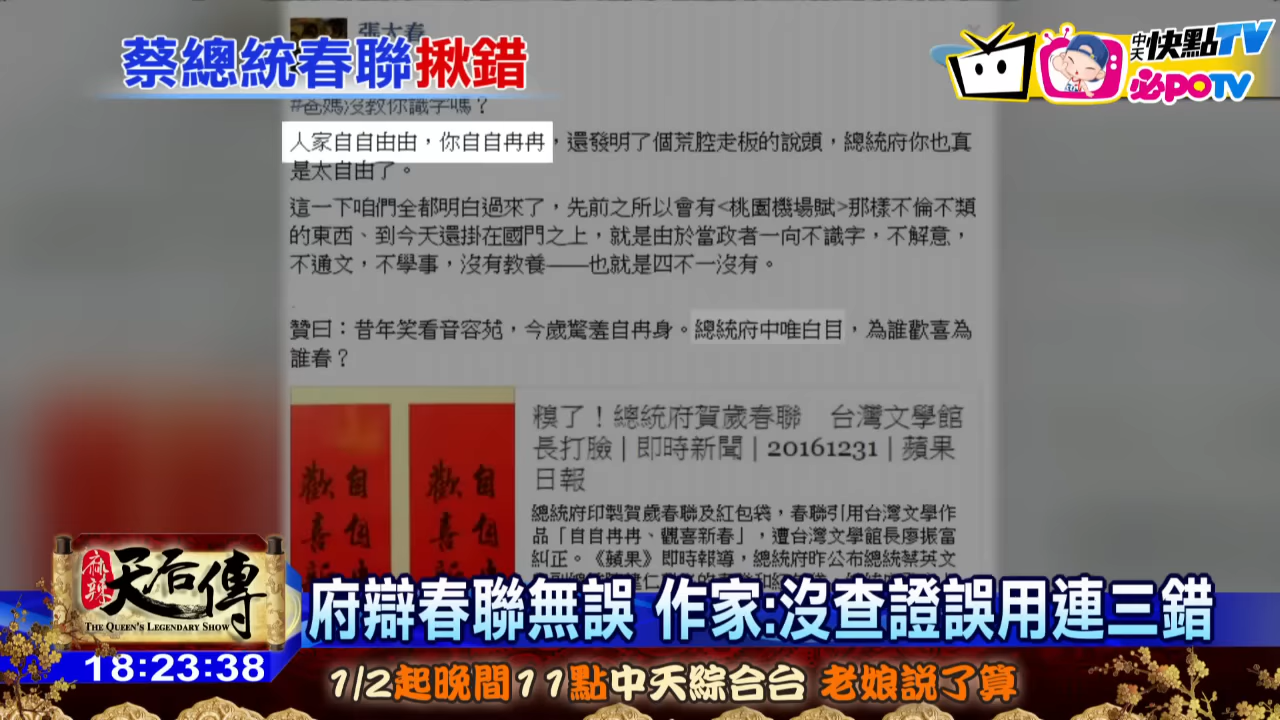 張大春
蔡總統春聯揪錯
中天快點TV
必POTV
#爸媽沒教你識字嗎？
人家自自由由，你自自冉冉，還發明了個荒腔走板的說頭，總統府你也真
是太自由了。
這一下咱們全都明白過來了，先前之所以會有<桃園機場賦>那樣不倫不類
的東西、到今天還掛在國門之上，就是由於當政者一向不識字，不解意，
不通文，不學事，沒有教養——也就是四不一沒有。
贊曰：昔年笑看音容苑，今歲驚羞自冉身。總統府中唯白目，為誰歡喜為
誰春？
糗了！總統府賀歲春聯 台灣文學館
長打臉｜即時新聞｜20161231｜蘋果
日報
總統府印製賀歲春聯及紅包袋，春聯引用台灣文學作
品「自自冉冉、觀喜新春」，遭台灣文學館長廖振富
糾正。《蘋果》即時報導，總統府昨公布總統蔡英文
自自
歡喜
自自
歡喜
麻辣天后傳
THE QUEEN'S LEGENDARY SHOW
府辯春聯無誤 作家:沒查證誤用連三錯
18:23:38
1/2起晚間11點中天綜合台 老娘説了算